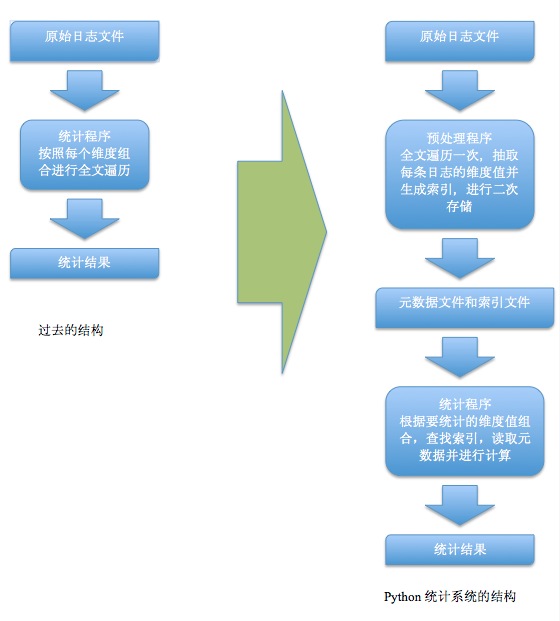 原始日志文件
统计程序
按照每个维度组
合进行全文遍历
统计结果
过去的结构
原始日志文件
预处理程序
全文遍历一次，抽取
每条日志的维度值并
生成索引，进行二次
存储
元数据文件和索引文件
统计程序
根据要统计的维度值组
合，查找索引，读取元
数据并进行计算
统计结果
Python 统计系统的结构